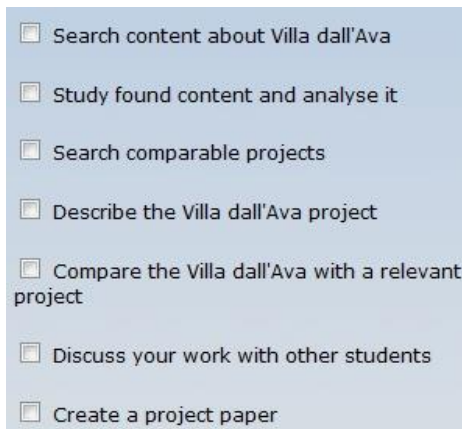 Search content about Villa dall'Ava
Study found content and analyse it
Search comparable projects
Describe the Villa dall'Ava project
Compare the Villa dall'Ava with a relevant
project
Discuss your work with other students
Create a project paper